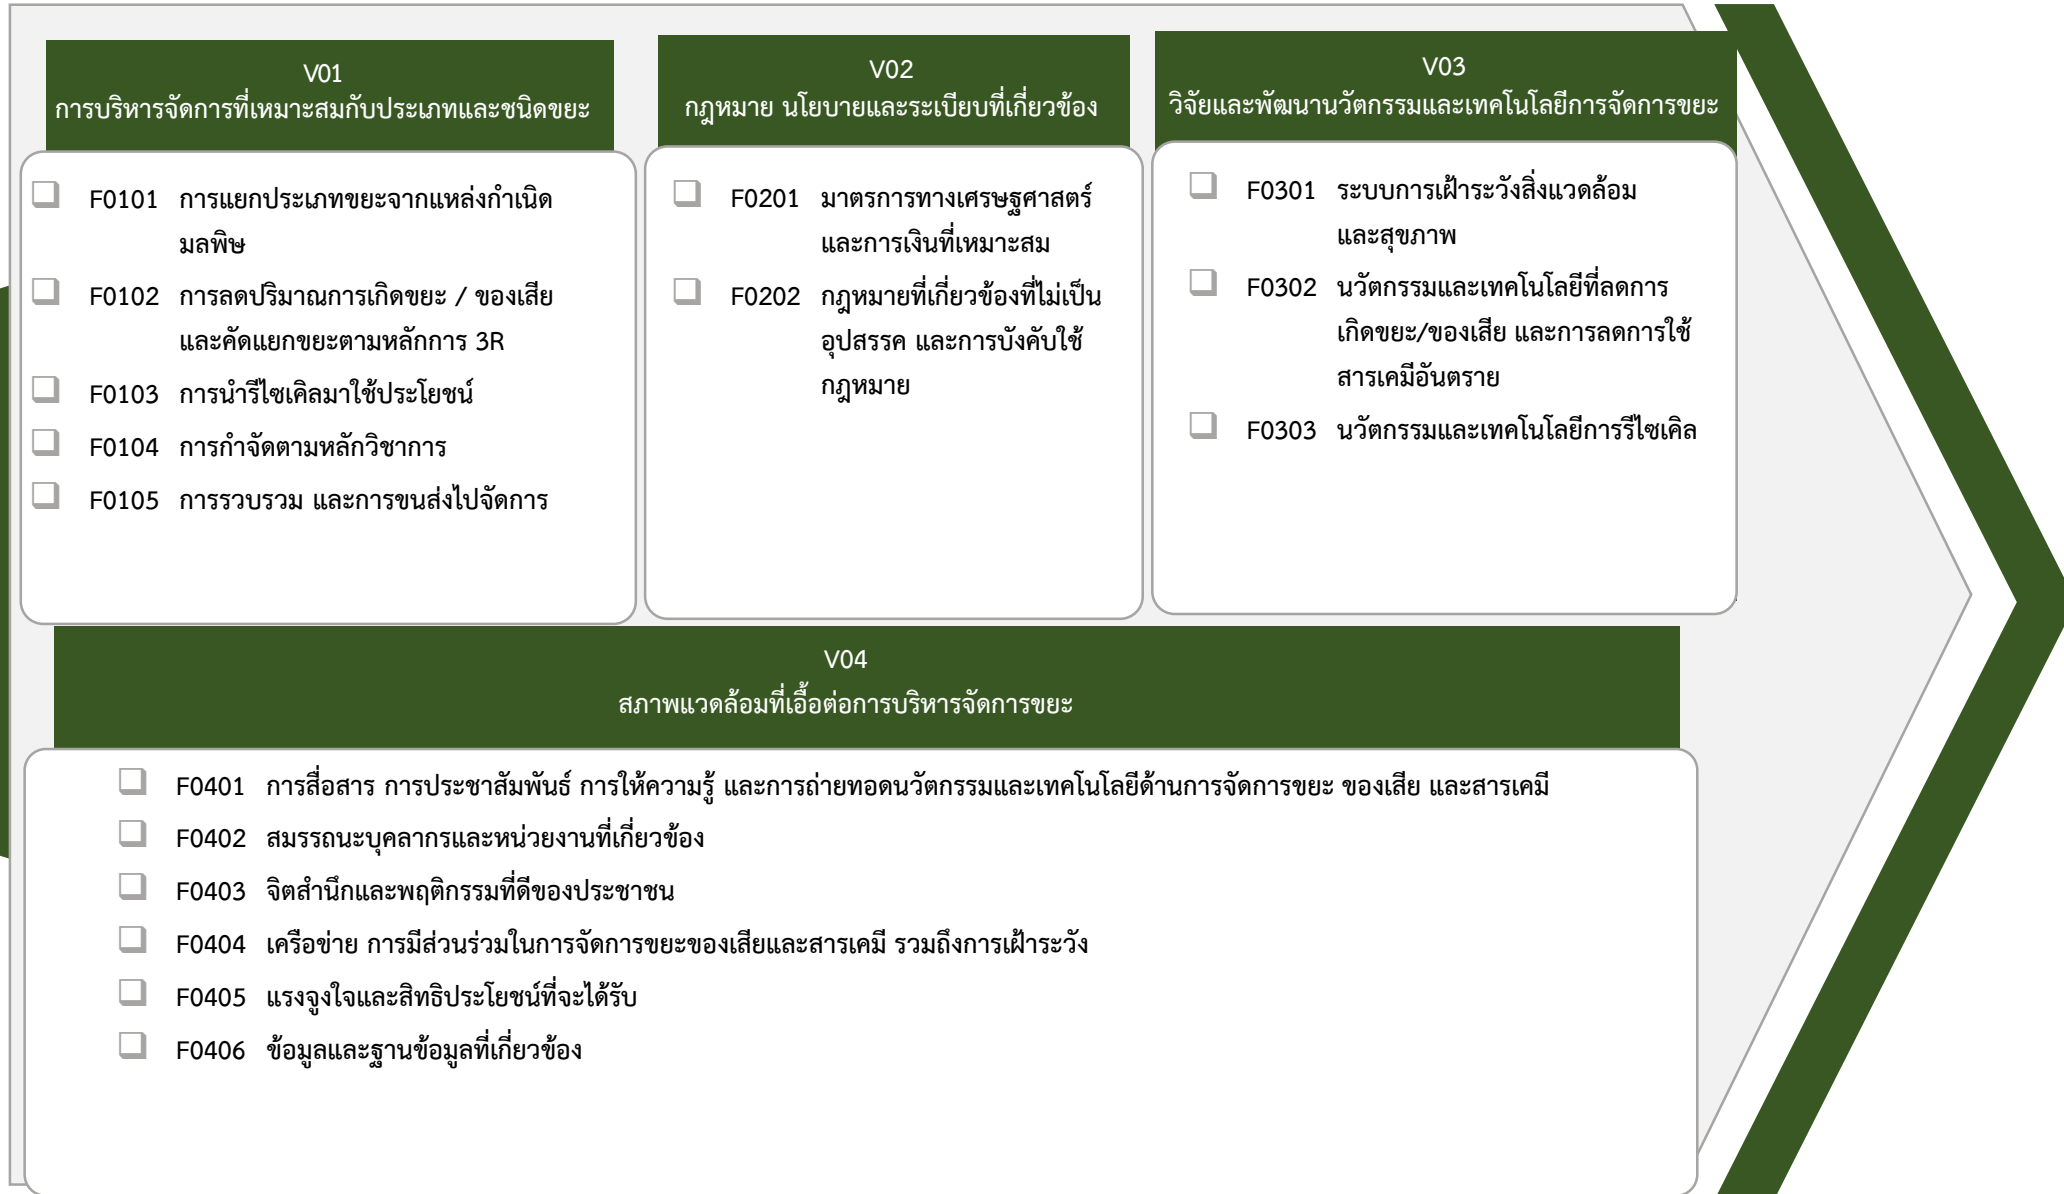 V01
การบริหารจัดการที่เหมาะสมกับประเภทและชนิดขยะ
F0101 การแยกประเภทขยะจากแหล่งกำเนิด
มลพิษ
F0102 การลดปริมาณการเกิดขยะ / ของเสีย
และคัดแยกขยะตามหลักการ 3R
F0103 การนำรีไซเคิลมาใช้ประโยชน์
F0104 การกำจัดตามหลักวิชาการ
F0105 การรวบรวม และการขนส่งไปจัดการ
V02
กฎหมาย นโยบายและระเบียบที่เกี่ยวข้อง
F0201 มาตรการทางเศรษฐศาสตร์
และการเงินที่เหมาะสม
F0202 กฎหมายที่เกี่ยวข้องที่ไม่เป็น
อุปสรรค และการบังคับใช้
กฎหมาย
V03
วิจัยและพัฒนานวัตกรรมและเทคโนโลยีการจัดการขยะ
F0301 ระบบการเฝ้าระวังสิ่งแวดล้อม
และสุขภาพ
F0302 นวัตกรรมและเทคโนโลยีที่ลดการ
เกิดขยะ/ของเสีย และการลดการใช้
สารเคมีอันตราย
F0303 นวัตกรรมและเทคโนโลยีการรีไซเคิล
V04
สภาพแวดล้อมที่เอื้อต่อการบริหารจัดการขยะ
F0401 การสื่อสาร การประชาสัมพันธ์ การให้ความรู้ และการถ่ายทอดนวัตกรรมและเทคโนโลยีด้านการจัดการขยะ ของเสีย และสารเคมี
F0402 สมรรถนะบุคลากรและหน่วยงานที่เกี่ยวข้อง
F0403 จิตสำนึกและพฤติกรรมที่ดีของประชาชน
F0404 เครือข่าย การมีส่วนร่วมในการจัดการขยะของเสียและสารเคมี รวมถึงการเฝ้าระวัง
F0405 แรงจูงใจและสิทธิประโยชน์ที่จะได้รับ
F0406 ข้อมูลและฐานข้อมูลที่เกี่ยวข้อง